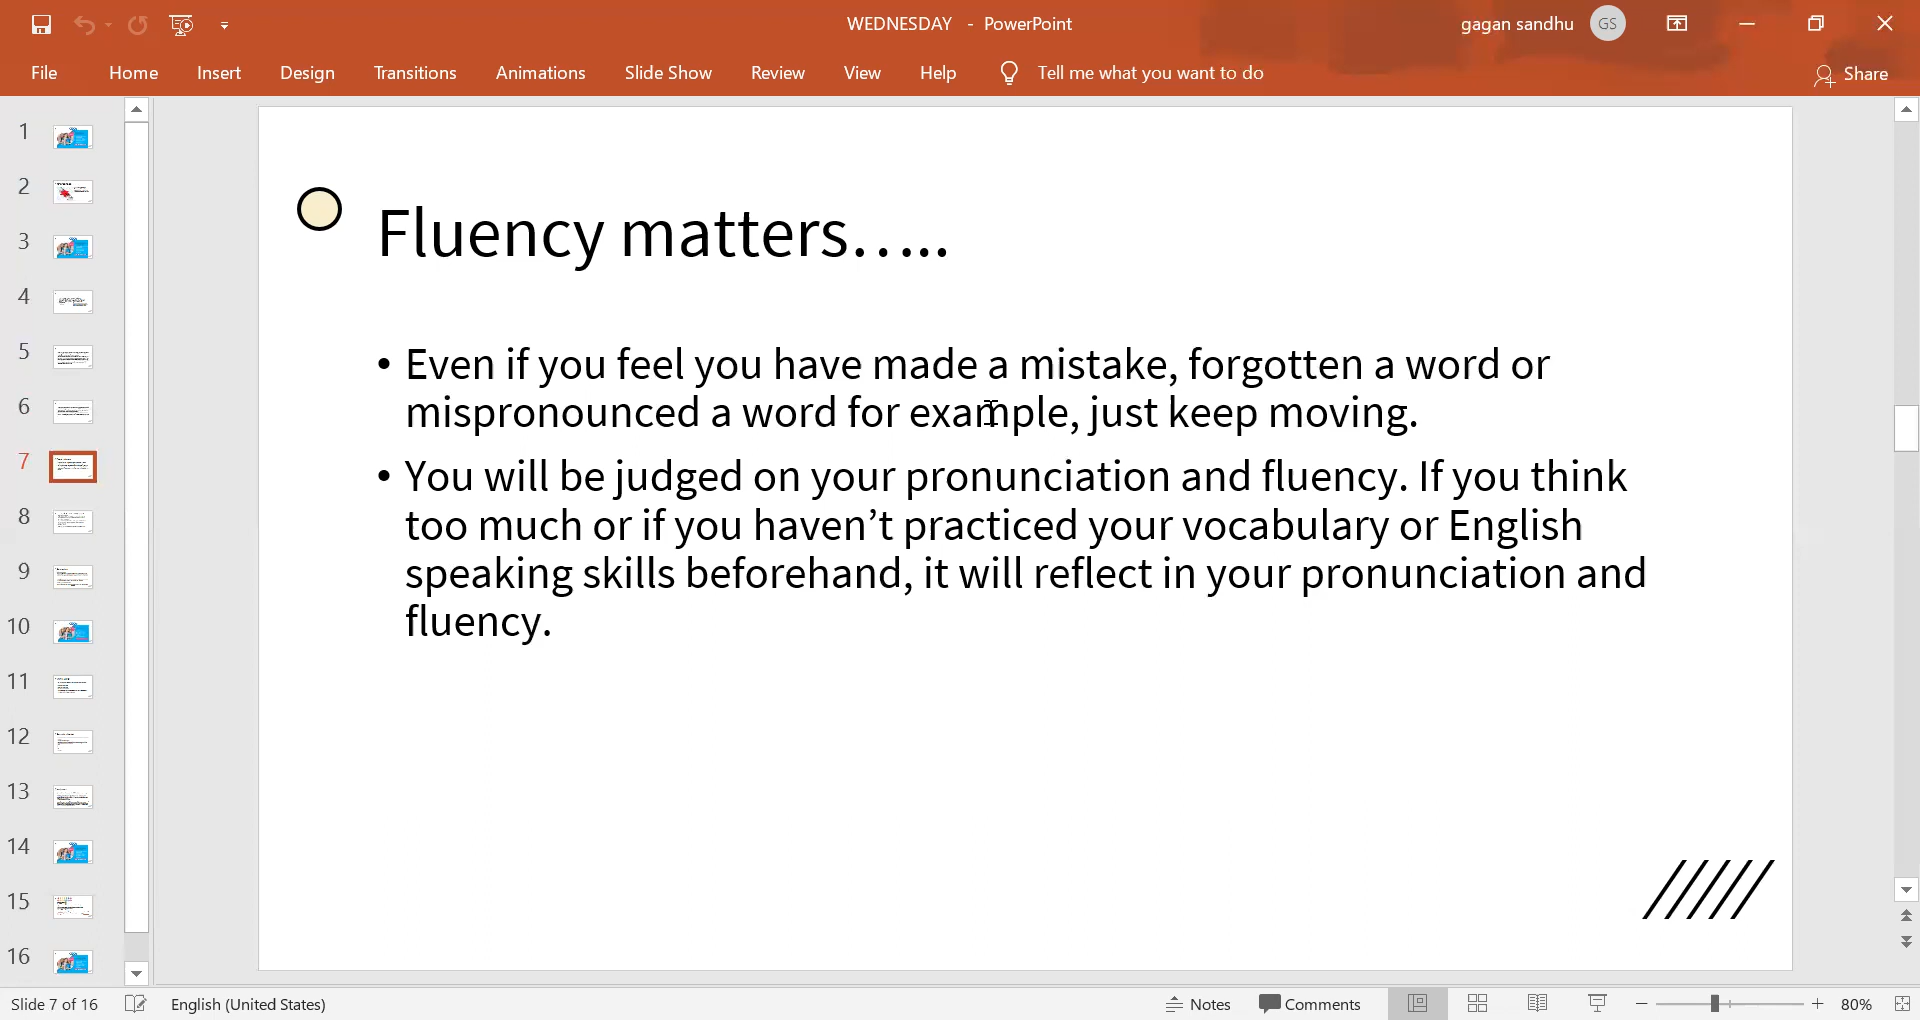 WEDNESDAY - PowerPoint
gagan sandhu GS
File Home Insert Design Transitions Animations Slide Show Review View Help Tell me what you want to do Share
1
2
3
4
5
6
7
8
9
10
11
12
13
14
15
16
Fluency matters…..
• Even if you feel you have made a mistake, forgotten a word or
mispronounced a word for example, just keep moving.
• You will be judged on your pronunciation and fluency. If you think
too much or if you haven’t practiced your vocabulary or English
speaking skills beforehand, it will reflect in your pronunciation and
fluency.
Slide 7 of 16 English (United States) Notes Comments 80%